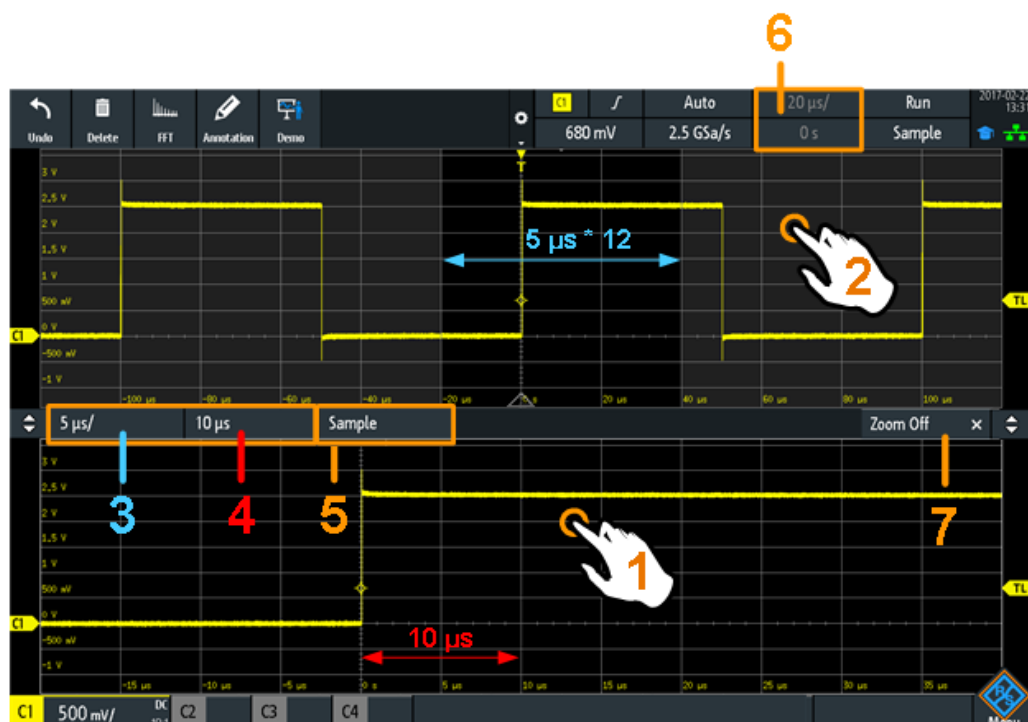 6
Undo
Delete
FFT
Annotation
Demo
C1
Auto
20 µs/
Run
2017-02-22
13:31
680 mV
2.5 GSa/s
0 s
Sample
T
3 V
2.5 V
2 V
1.5 V
1 V
500 mV
0 V
-500 mV
-1 V
C1
TL
5 µs * 12
2
-100 µs
-80 µs
-60 µs
-40 µs
-20 µs
0 s
20 µs
40 µs
60 µs
80 µs
100 µs
5 µs/
10 µs
Sample
Zoom Off
3
4
5
7
3 V
2.5 V
2 V
1.5 V
1 V
500 mV
0 V
-500 mV
-1 V
C1
TL
1
10 µs
-15 µs
-10 µs
-5 µs
0 s
5 µs
10 µs
15 µs
20 µs
25 µs
30 µs
35 µs
C1
500 mV/
DC
C2
C3
C4
R&S
Menu